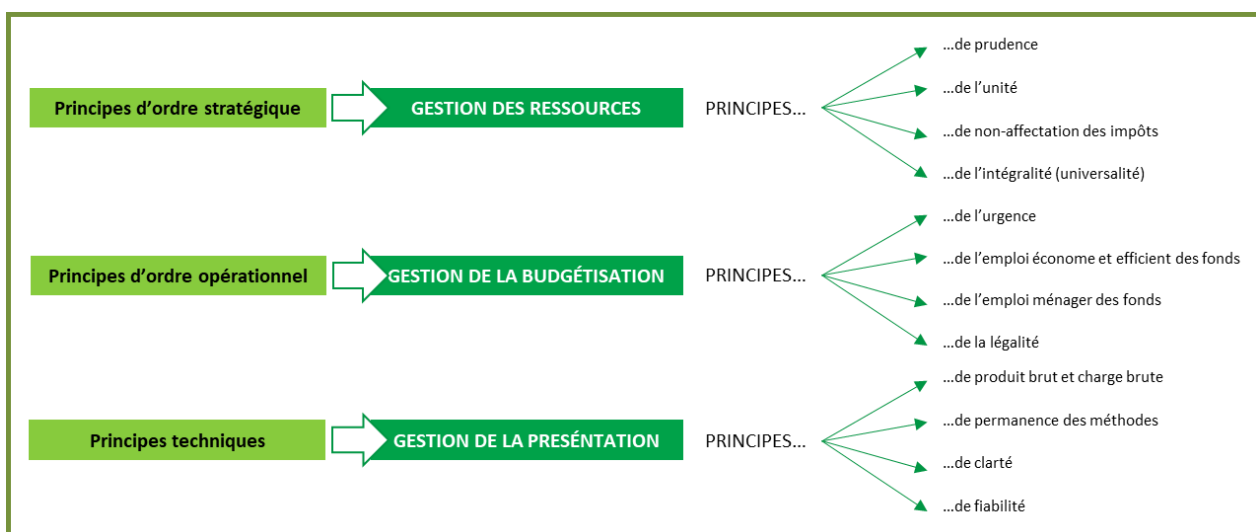 Principes d'ordre stratégique
GESTION DES RESSOURCES
PRINCIPES...
...de prudence
...de l'unité
...de non-affectation des impôts
...de l'intégralité (universalité)
Principes d'ordre opérationnel
GESTION DE LA BUDGÉTISATION
PRINCIPES...
...de l'urgence
...de l'emploi économe et efficient des fonds
...de l'emploi ménager des fonds
...de la légalité
Principes techniques
GESTION DE LA PRESÉNTATION
PRINCIPES...
...de produit brut et charge brute
...de permanence des méthodes
...de clarté
...de fiabilité